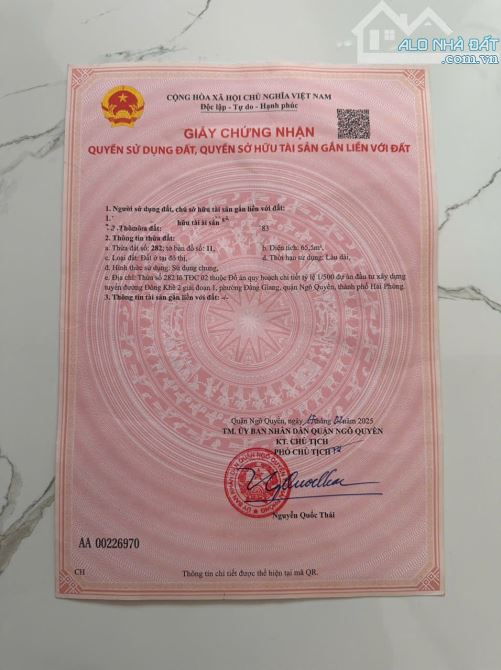 ALO NHÀ ĐẤT
.com.vn
CỘNG HÒA XÃ HỘI CHỦ NGHĨA VIỆT NAM
Độc lập - Tự do - Hạnh phúc
GIẤY CHỨNG NHẬN
QUYỀN SỬ DỤNG ĐẤT, QUYỀN SỞ HỮU TÀI SẢN GẮN LIỀN VỚI ĐẤT
1. Người sử dụng đất, chủ sở hữu tài sản gắn liền với đất:
1.
hữu tài sản
83
2. Thông tin thửa đất:
a. Thửa đất số: 282; tờ bản đồ số: 11, b. Diện tích: 65,5m²,
c. Loại đất: Đất ở tại đô thị, d. Thời hạn sử dụng: Lâu dài,
đ. Hình thức sử dụng: Sử dụng chung,
e. Địa chỉ: Thửa số 282 lô TĐC 02 thuộc Đồ án quy hoạch chi tiết tỷ lệ 1/500 dự án đầu tư xây dựng
tuyến đường Đông Khê 2 giai đoạn 1, phường Đằng Giang, quận Ngô Quyền, thành phố Hải Phòng.
3. Thông tin tài sản gắn liền với đất: -/-
Quận Ngô Quyền, ngày tháng năm 2025
TM. ỦY BAN NHÂN DÂN QUẬN NGÔ QUYỀN
KT. CHỦ TỊCH
PHÓ CHỦ TỊCH
Nguyễn Quốc Thái
AA 00226970
CH
Thông tin chi tiết được thể hiện tại mã QR.